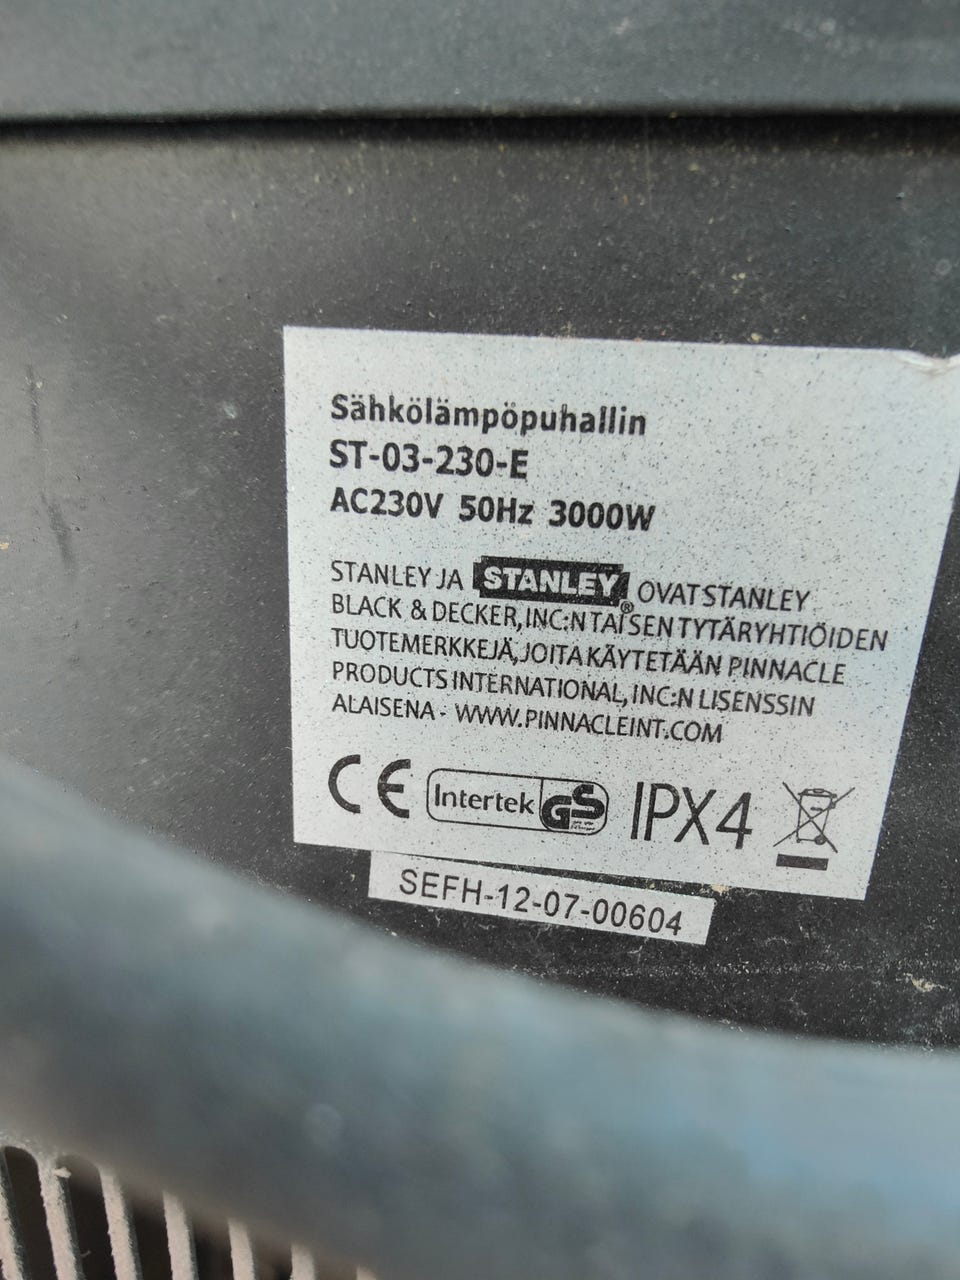 Sähkölämpöpuhallin
ST-03-230-E
AC230V 50Hz 3000W
STANLEY JA STANLEY® OVAT STANLEY
BLACK & DECKER, INC:N TAI SEN TYTÄRYHTIÖIDEN
TUOTEMERKKEJÄ, JOITA KÄYTETÄÄN PINNACLE
PRODUCTS INTERNATIONAL, INC:N LISENSSIN
ALAISENA - WWW.PINNACLEINT.COM
CE Intertek GS IPX4
SEFH-12-07-00604